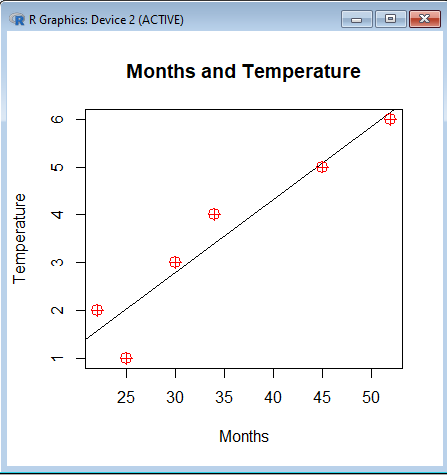 R Graphics: Device 2 (ACTIVE)
Months and Temperature
Temperature
6
5
4
3
2
1
25 30 35 40 45 50
Months